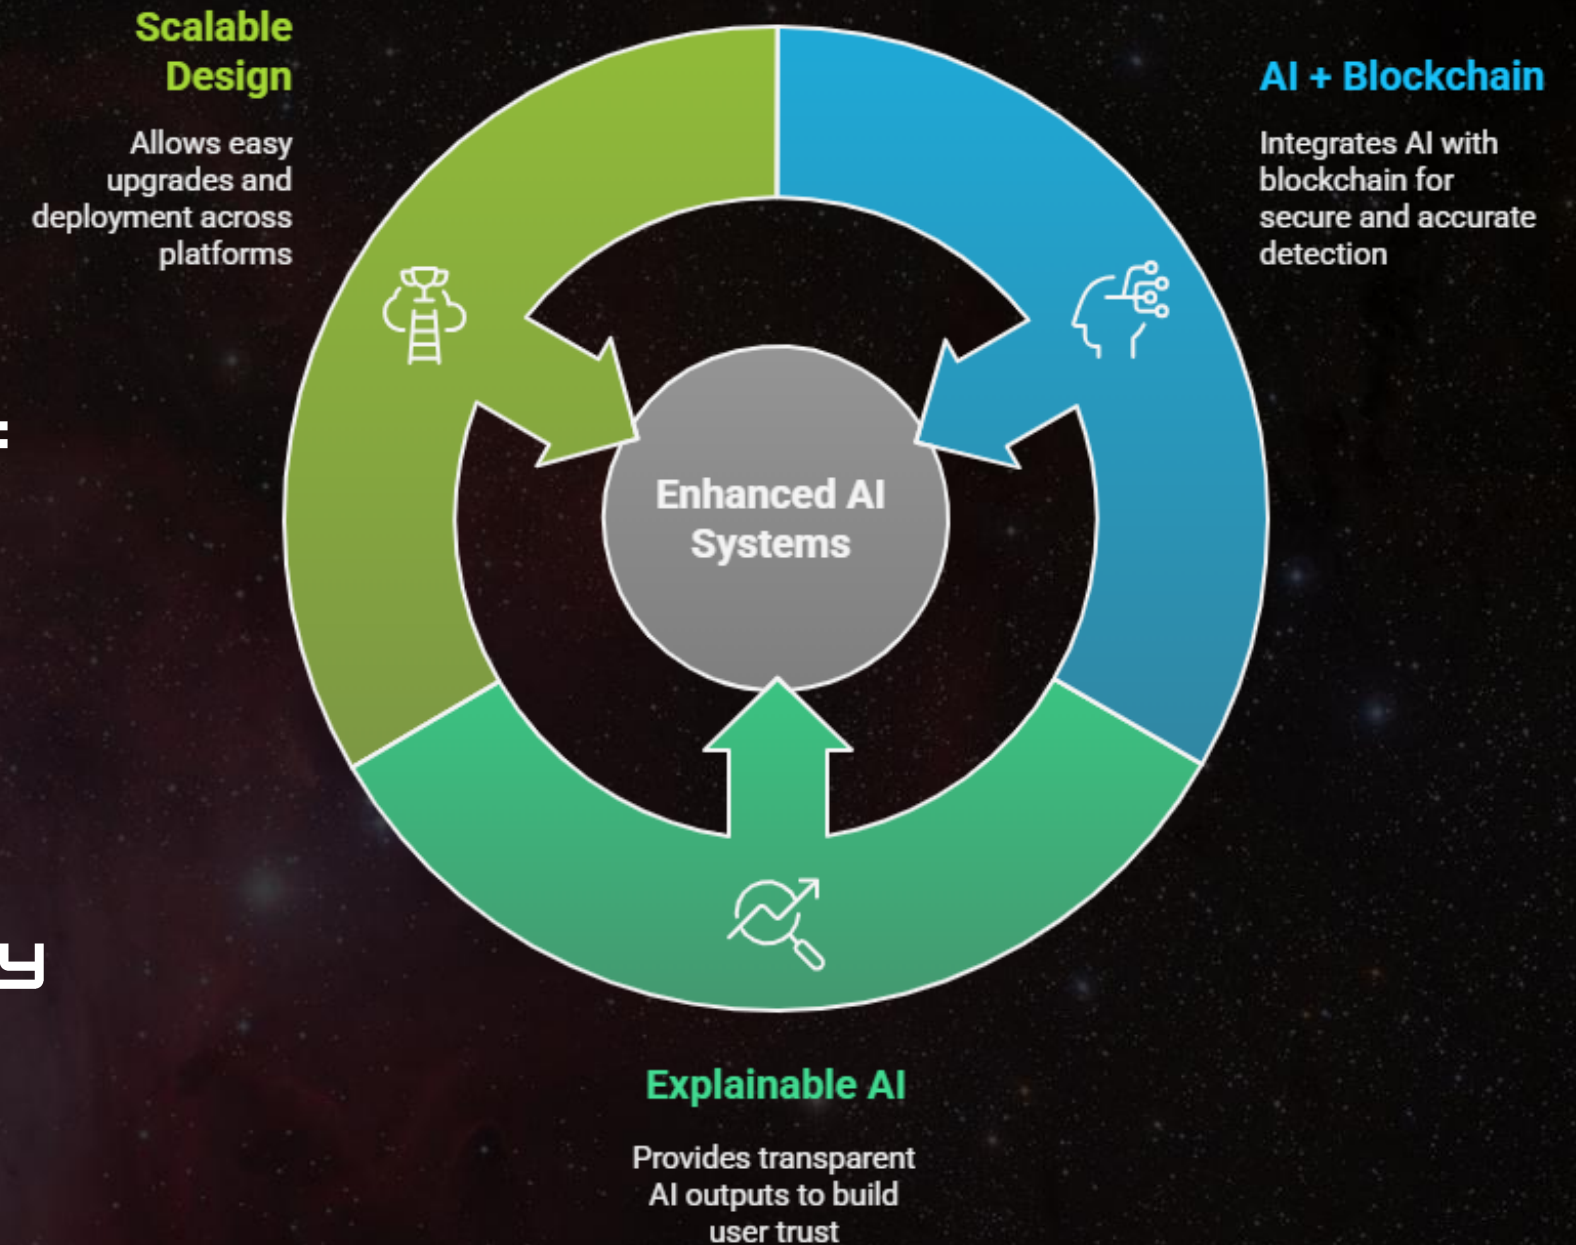 Scalable
Design
Allows easy
upgrades and
deployment across
platforms
AI + Blockchain
Integrates AI with
blockchain for
secure and accurate
detection
Enhanced AI
Systems
Explainable AI
Provides transparent
AI outputs to build
user trust